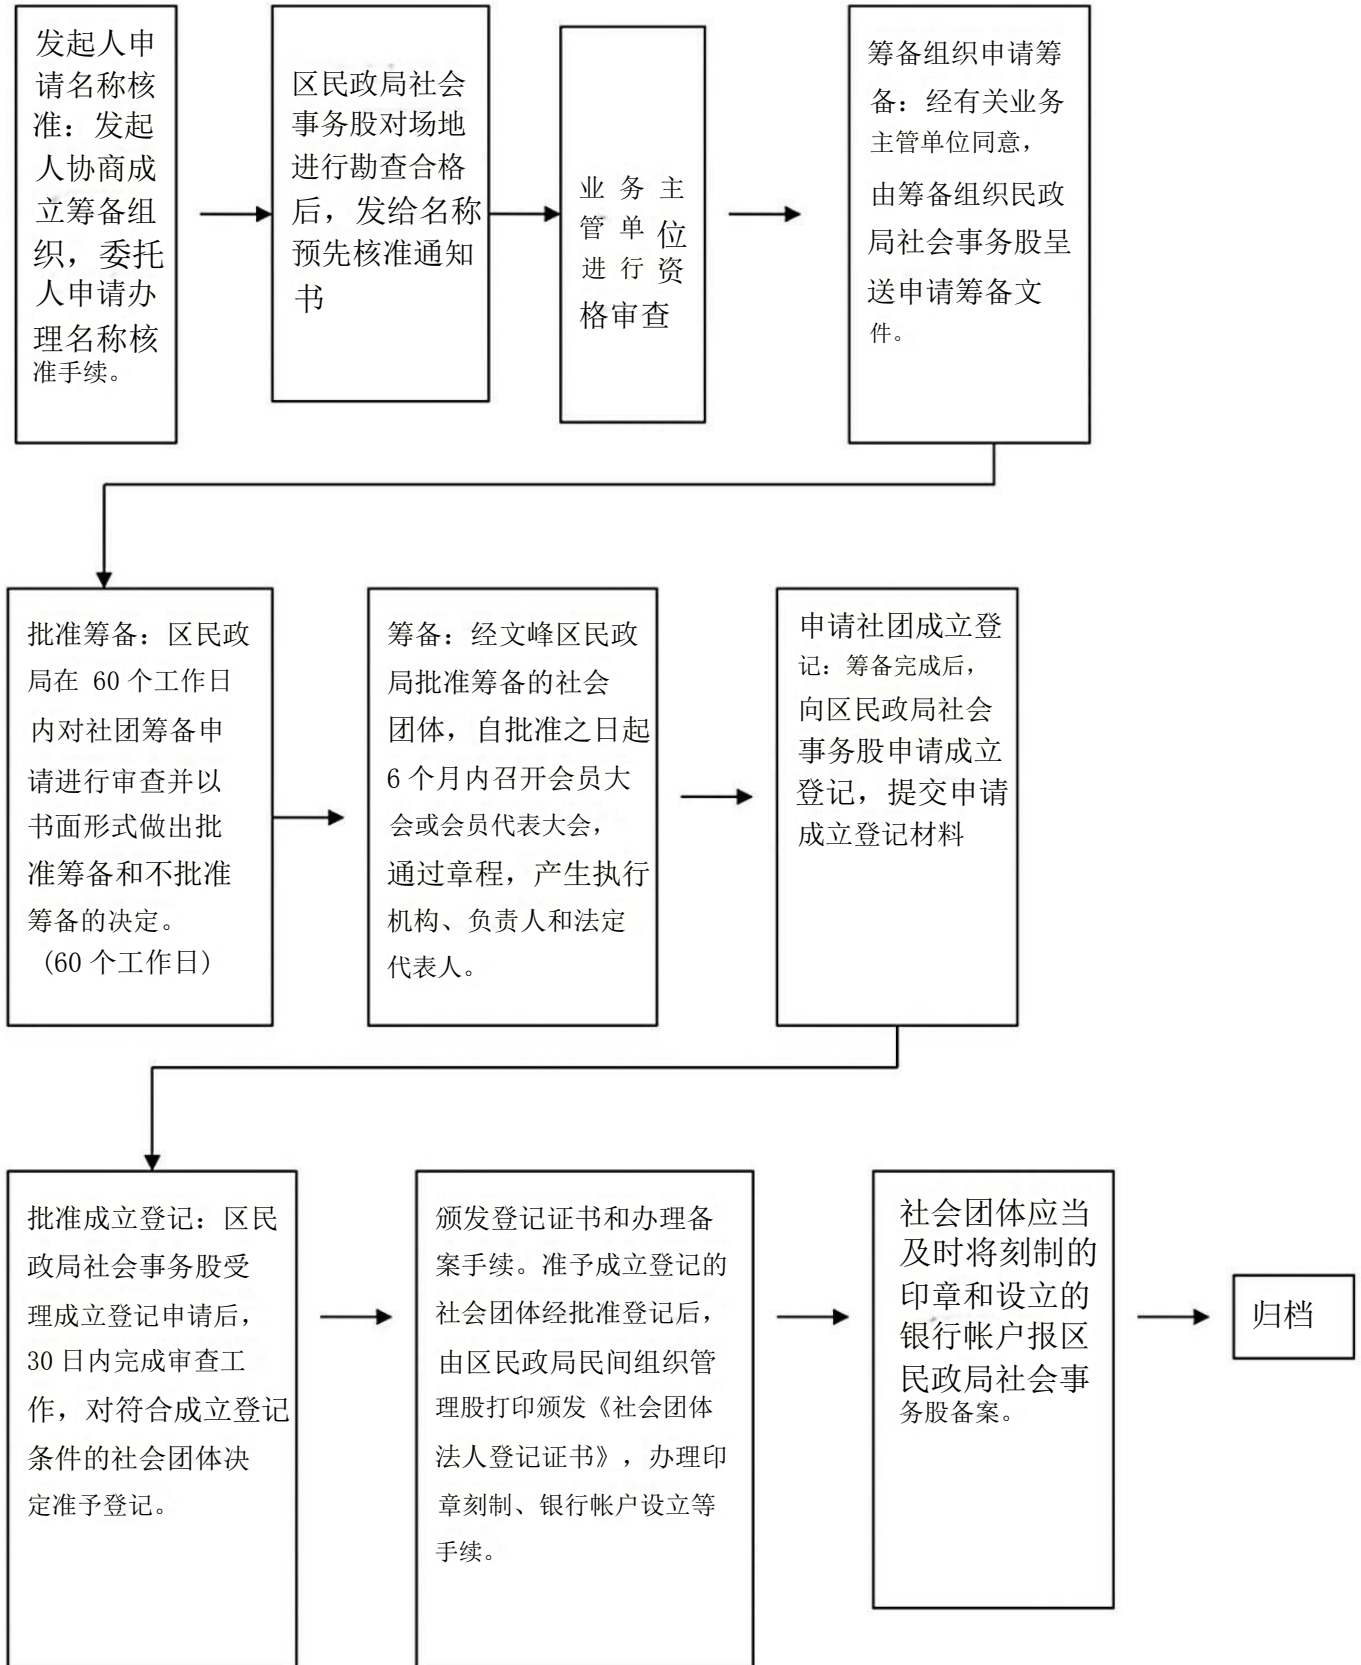 发起人申
请名称核
准：发起
人协商成
立筹备组
织，委托
人申请办
理名称核
准手续。
区民政局社会
事务股对场地
进行勘查合格
后，发给名称
预先核准通知
书
业务主
管单位
进行资
格审查
筹备组织申请筹
备：经有关业务
主管单位同意，
由筹备组织民政
局社会事务股呈
送申请筹备文
件。
批准筹备：区民政
局在 60 个工作日
内对社团筹备申
请进行审查并以
书面形式做出批
准筹备和不批准
筹备的决定。
(60 个工作日)
筹备：经文峰区民政
局批准筹备的社会
团体，自批准之日起
6 个月内召开会员大
会或会员代表大会，
通过章程，产生执行
机构、负责人和法定
代表人。
申请社团成立登
记：筹备完成后，
向区民政局社会
事务股申请成立
登记，提交申请
成立登记材料
批准成立登记：区民
政局社会事务股受
理成立登记申请后，
30 日内完成审查工
作，对符合成立登记
条件的社会团体决
定准予登记。
颁发登记证书和办理备
案手续。准予成立登记的
社会团体经批准登记后，
由区民政局民间组织管
理股打印颁发《社会团体
法人登记证书》，办理印
章刻制、银行帐户设立等
手续。
社会团体应当
及时将刻制的
印章和设立的
银行帐户报区
民政局社会事
务股备案。
归档